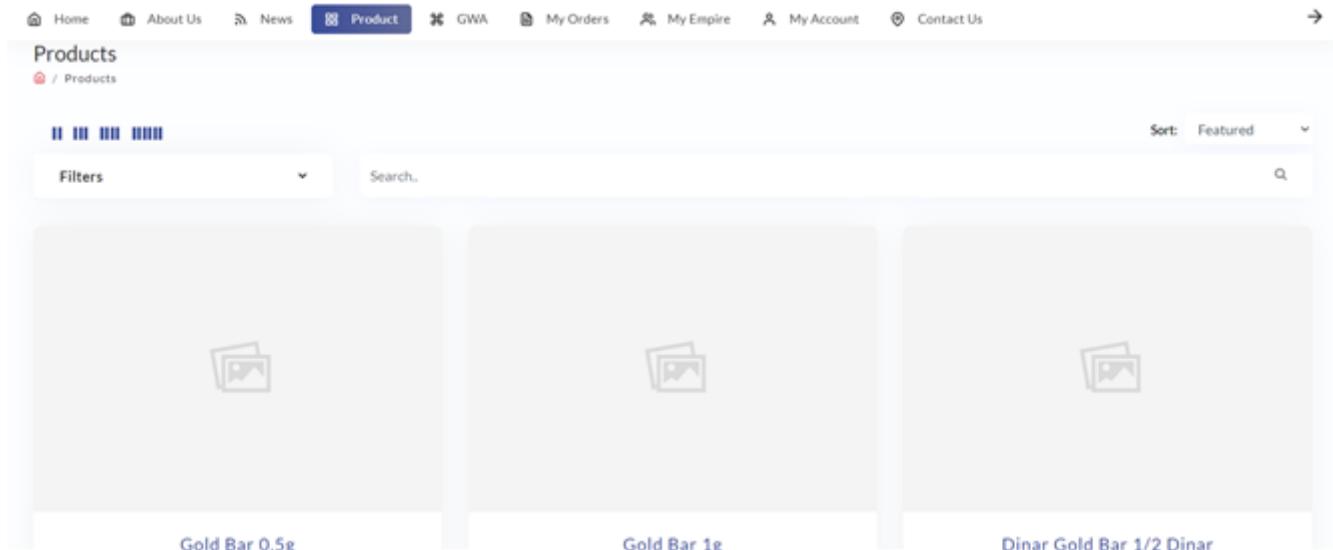 Home About Us News Product GWA My Orders My Empire My Account Contact Us
Products
/ Products
Sort: Featured
Filters Search..
Gold Bar 0.5g Gold Bar 1g Dinar Gold Bar 1/2 Dinar